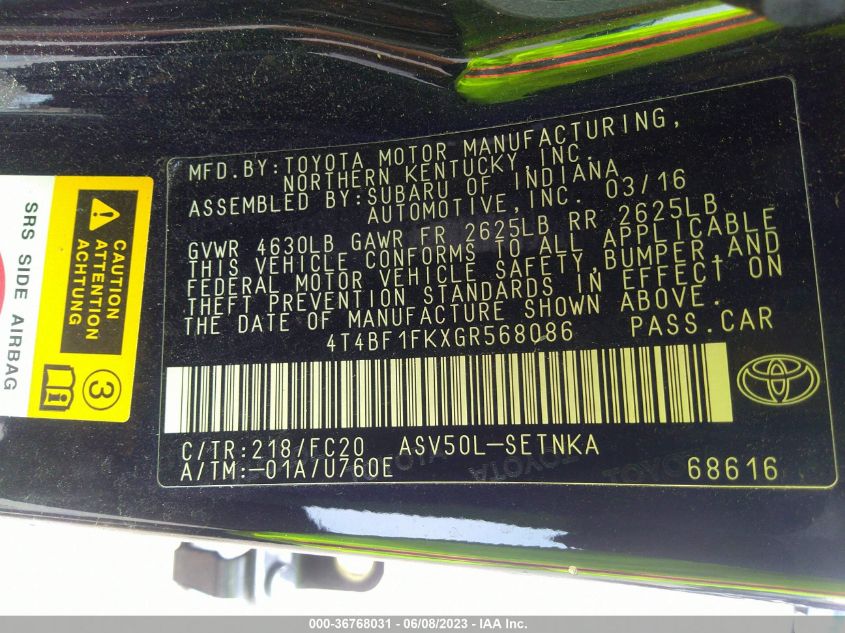 MFD.BY:TOYOTA MOTOR MANUFACTURING,
NORTHERN KENTUCKY,INC.
ASSEMBLED BY:SUBARU OF INDIANA
AUTOMOTIVE,INC. 03/16
GVWR 4630LB GAWR FR 2625LB RR 2625LB
THIS VEHICLE CONFORMS TO ALL APPLICABLE
FEDERAL MOTOR VEHICLE SAFETY,BUMPER,AND
THEFT PREVENTION STANDARDS IN EFFECT ON
THE DATE OF MANUFACTURE SHOWN ABOVE.
4T4BF1FKXGR568086 PASS.CAR
C/TR:218/FC20 ASV50L-SETNKA
A/TM:-01A/U760E 68616
SRS SIDE AIRBAG
CAUTION
ATTENTION
ACHTUNG
3
000-36768031 - 06/08/2023 - IAA Inc.